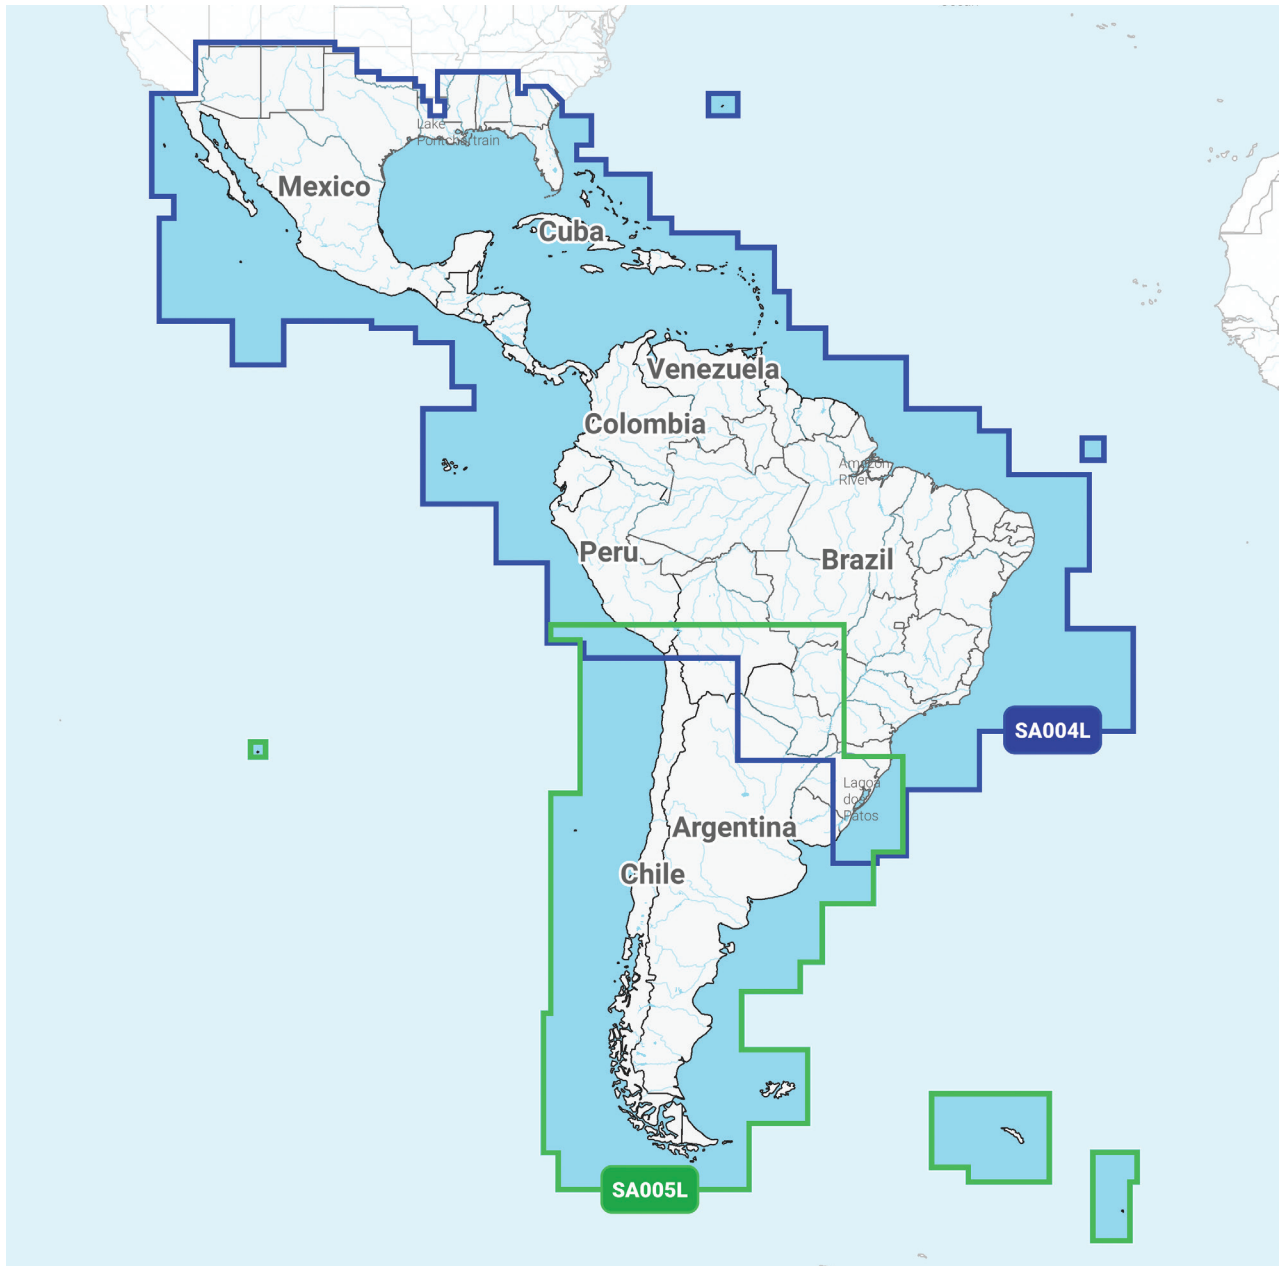 Lake
Pontchartrain
Mexico
Cuba
Venezuela
Colombia
Amazon
River
Peru
Brazil
SA004L
Lagoa
dos
Patos
Argentina
Chile
SA005L